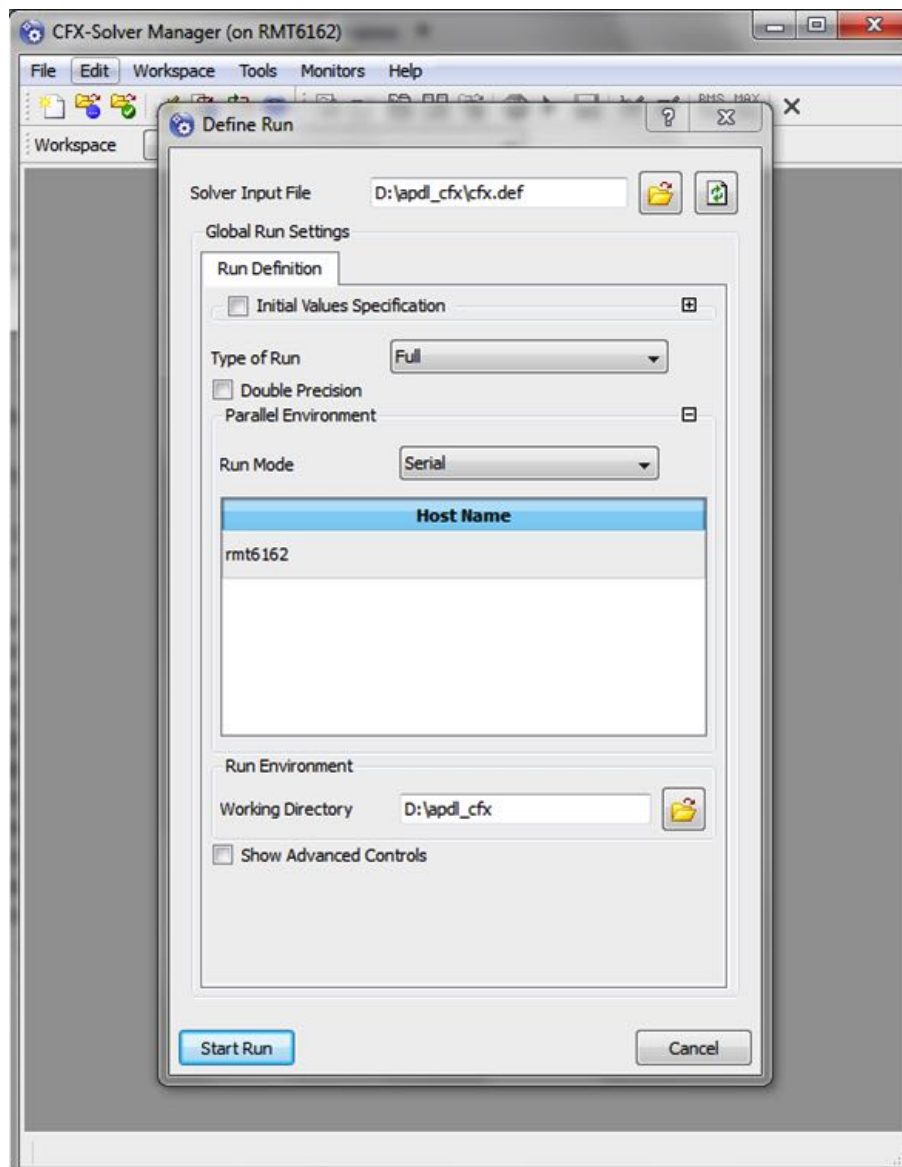 CFX-Solver Manager (on RMT6162)
File Edit Workspace Tools Monitors Help
RMS MAX
Workspace
Define Run
Solver Input File D:\apdl_cfx\cfx.def
Global Run Settings
Run Definition
Initial Values Specification
Type of Run Full
Double Precision
Parallel Environment
Run Mode Serial
Host Name
rmt6162
Run Environment
Working Directory D:\apdl_cfx
Show Advanced Controls
Start Run Cancel